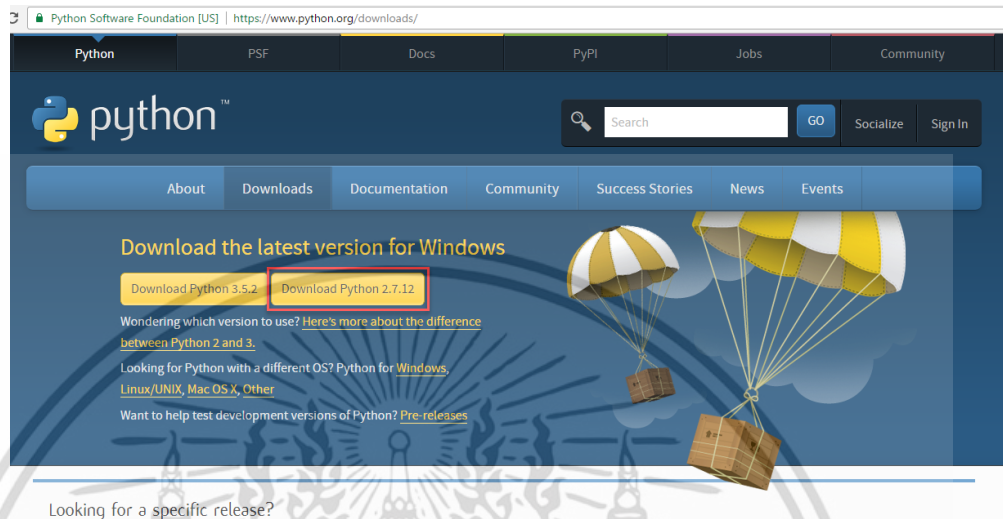 Python Software Foundation [US] | https://www.python.org/downloads/
Python PSF Docs PyPI Jobs Community
python™
Search GO Socialize Sign In
About Downloads Documentation Community Success Stories News Events
Download the latest version for Windows
Download Python 3.5.2 Download Python 2.7.12
Wondering which version to use? Here's more about the difference
between Python 2 and 3.
Looking for Python with a different OS? Python for Windows,
Linux/UNIX, Mac OS X, Other
Want to help test development versions of Python? Pre-releases
Looking for a specific release?